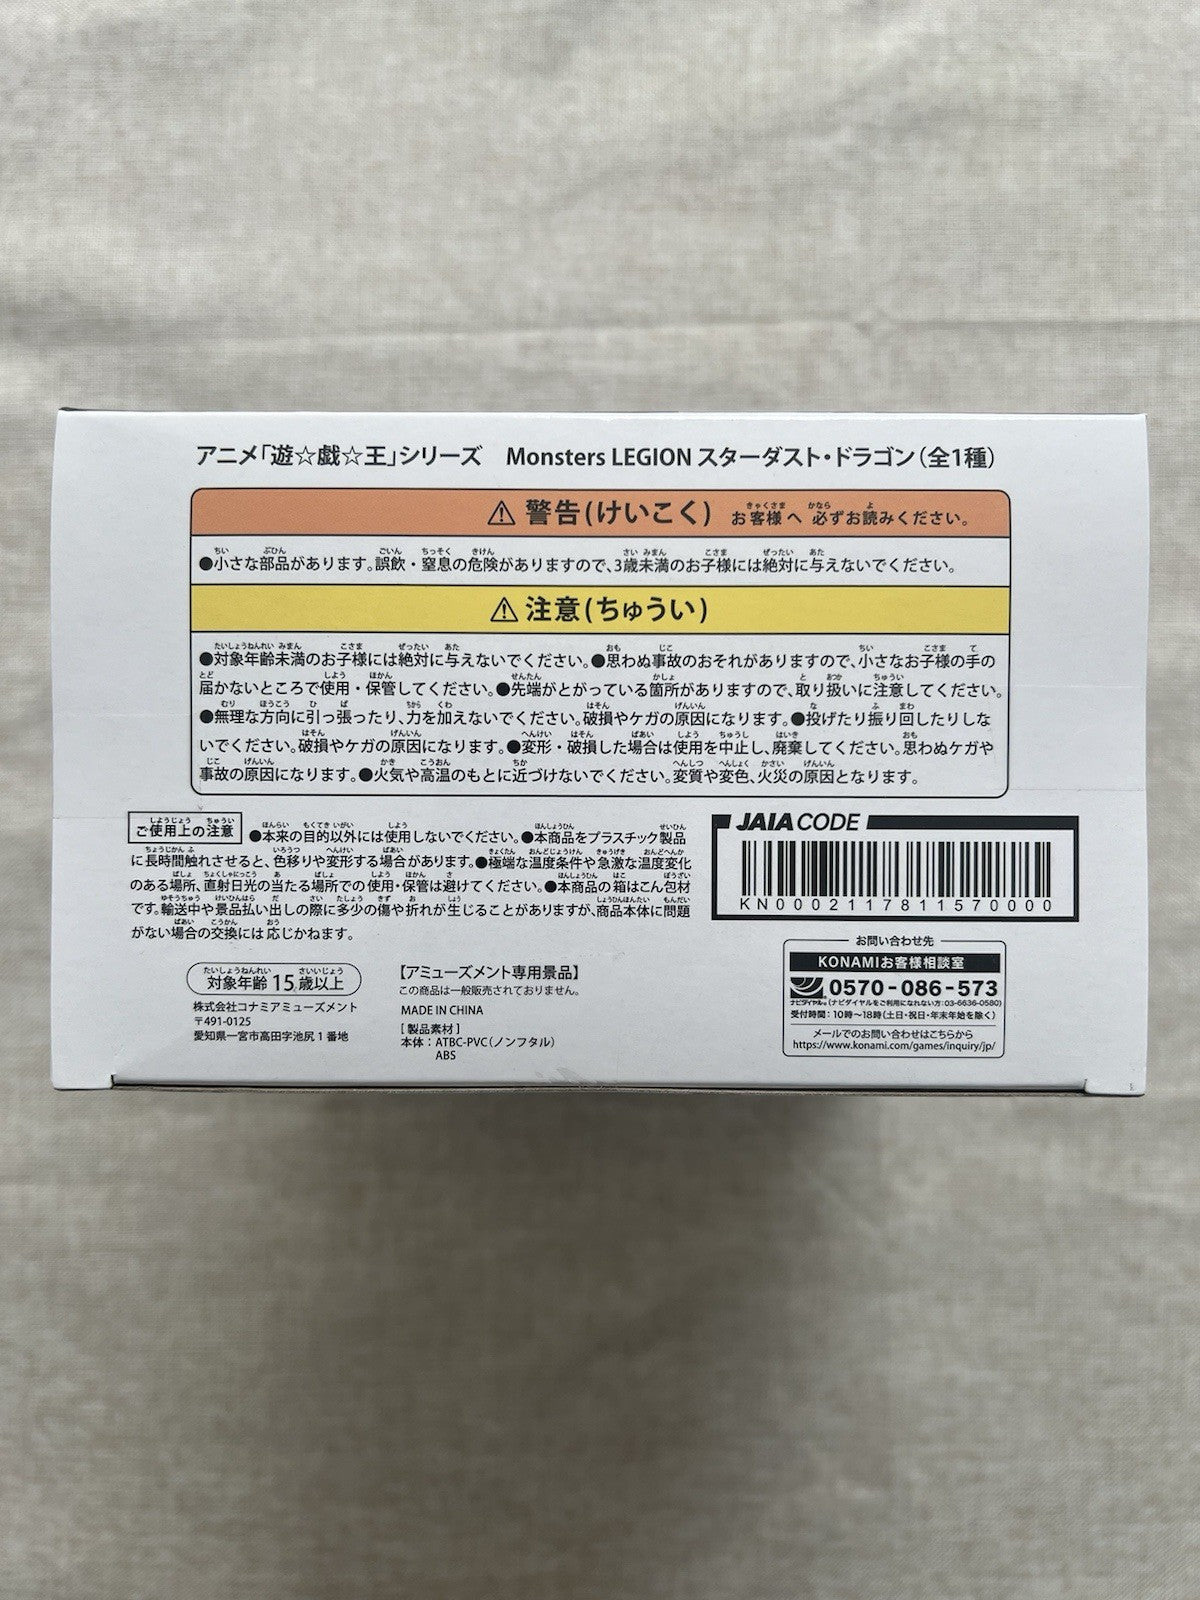 アニメ「遊☆戯☆王」シリーズ　Monsters LEGION スターダスト・ドラゴン（全1種）
⚠ 警告(けいこく) お客様へ 必ずお読みください。
●小さな部品があります。誤飲・窒息の危険がありますので、3歳未満のお子様には絶対に与えないでください。
⚠ 注意(ちゅうい)
●対象年齢未満のお子様には絶対に与えないでください。●思わぬ事故のおそれがありますので、小さなお子様の手の
届かないところで使用・保管してください。●先端がとがっている箇所がありますので、取り扱いに注意してください。
●無理な方向に引っ張ったり、力を加えないでください。破損やケガの原因になります。●投げたり振り回したりしな
いでください。破損やケガの原因になります。●変形・破損した場合は使用を中止し、廃棄してください。思わぬケガや
事故の原因になります。●火気や高温のもとに近づけないでください。変質や変色、火災の原因となります。
ご使用上の注意 ●本来の目的以外には使用しないでください。●本商品をプラスチック製品
に長時間触れさせると、色移りや変形する場合があります。●極端な温度条件や急激な温度変化
のある場所、直射日光の当たる場所での使用・保管は避けてください。●本商品の箱はこん包材
です。輸送中や景品払い出しの際に多少の傷や折れが生じることがありますが、商品本体に問題
がない場合の交換には応じかねます。
JAIA CODE
KN0002117811570000
対象年齢 15歳以上
株式会社コナミアミューズメント
〒491-0125
愛知県一宮市高田字池尻1番地
【アミューズメント専用景品】
この商品は一般販売されておりません。
MADE IN CHINA
[ 製品素材 ]
本体：ATBC-PVC（ノンフタル）
ABS
お問い合わせ先
KONAMIお客様相談室
ナビダイヤル 0570-086-573
(ナビダイヤルをご利用になれない方：03-6636-0580)
受付時間：10時～18時（土日・祝日・年末年始を除く）
メールでのお問い合わせはこちらから
https://www.konami.com/games/inquiry/jp/